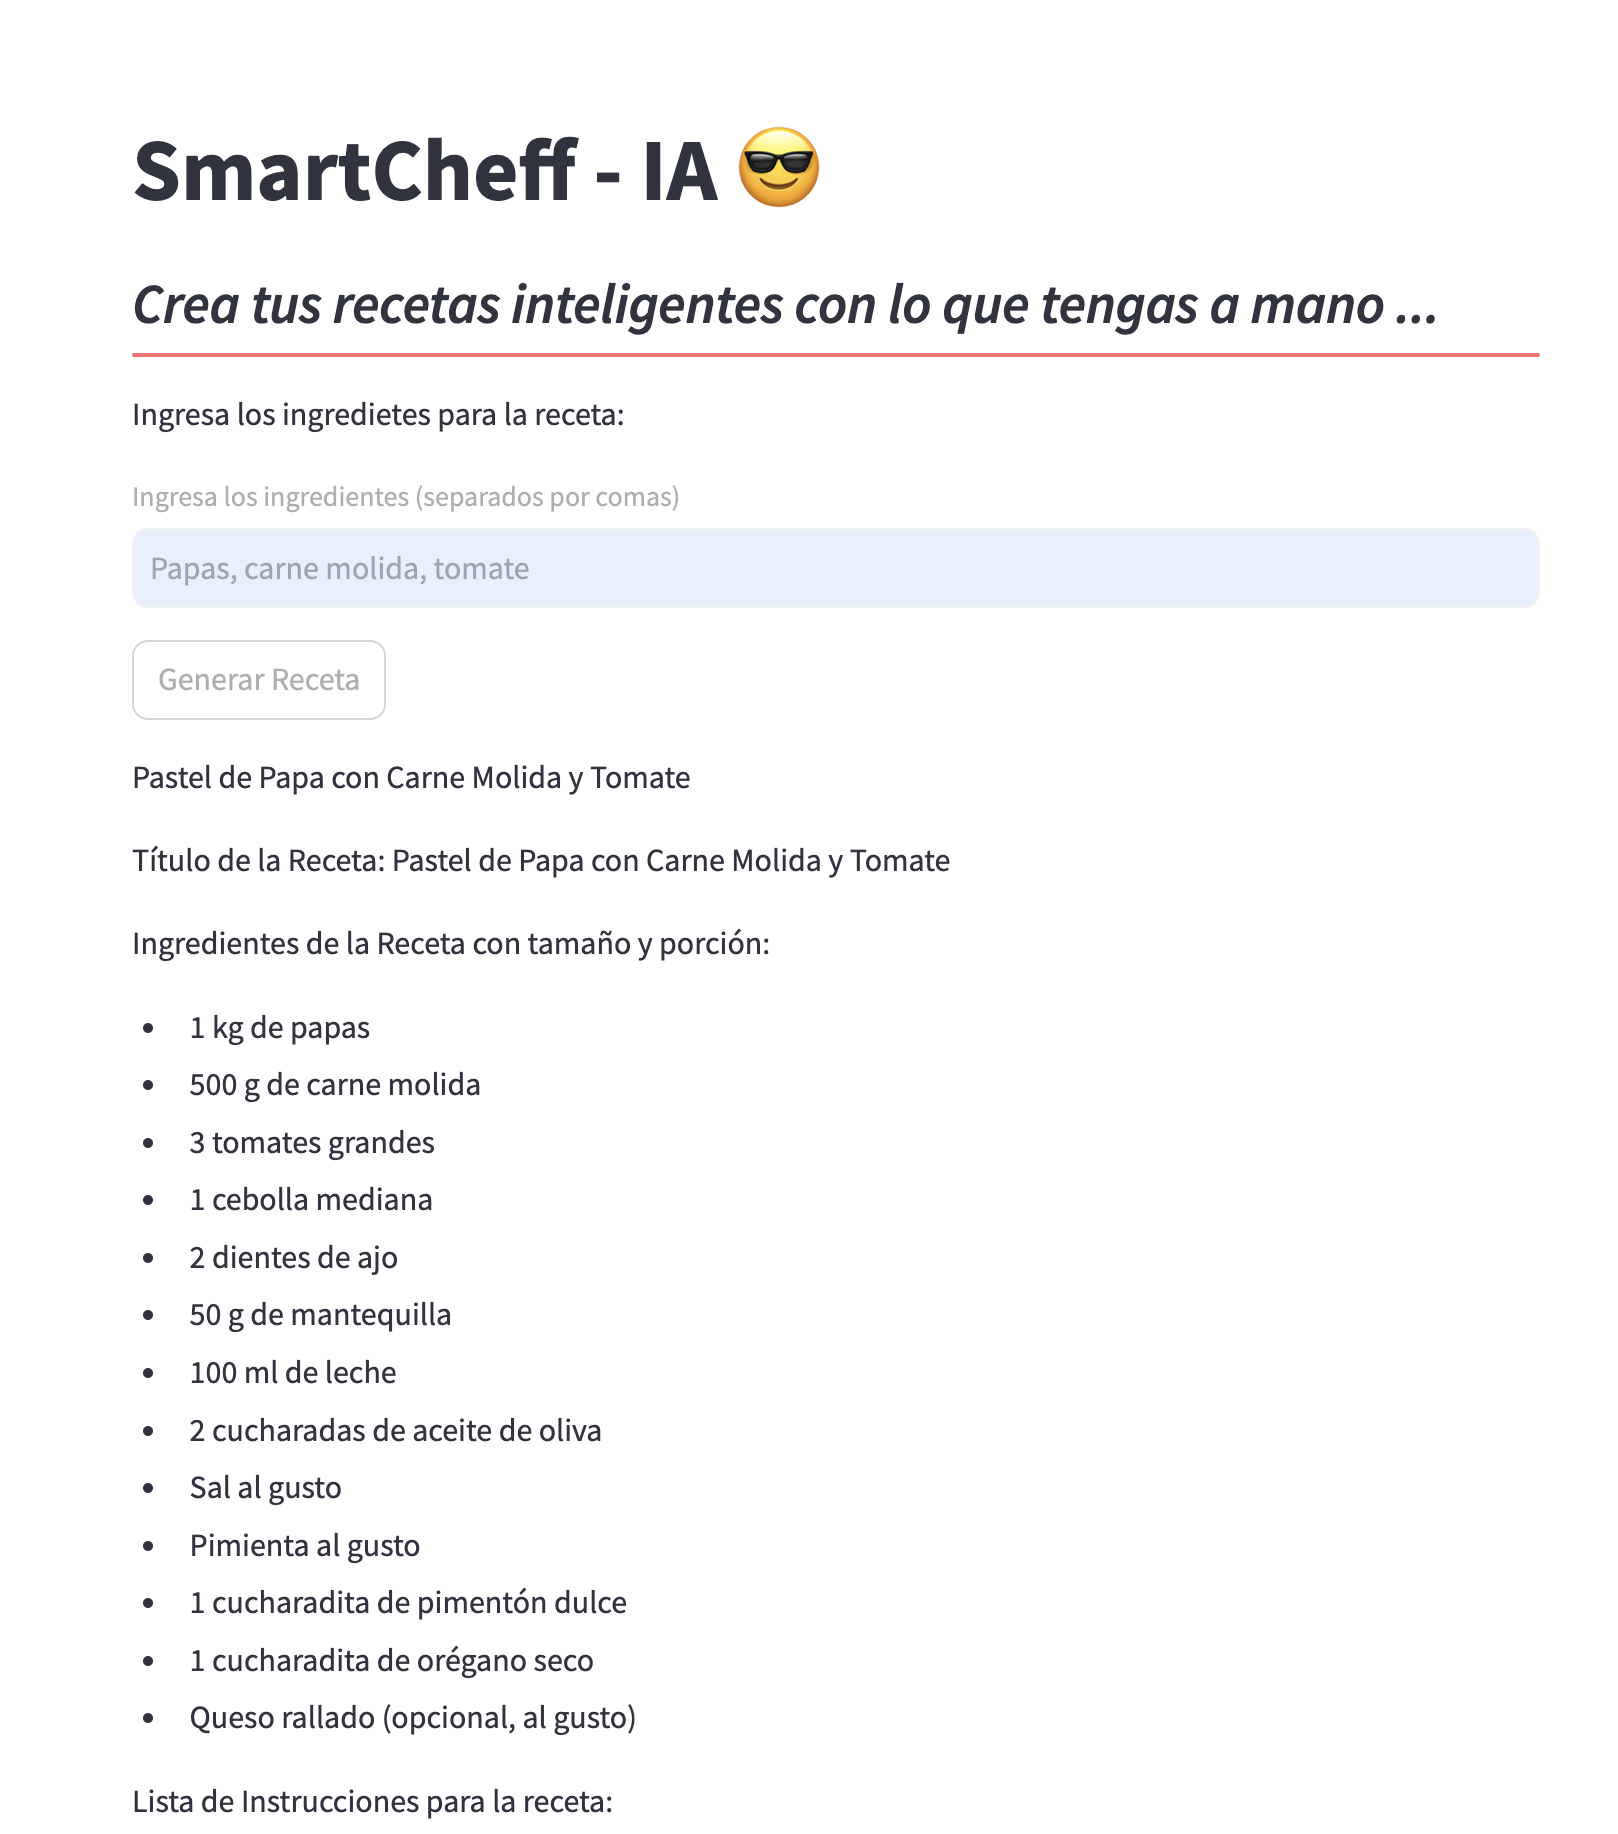 SmartCheff - IA 😎
Crea tus recetas inteligentes con lo que tengas a mano ...
Ingresa los ingredietes para la receta:
Ingresa los ingredientes (separados por comas)
Papas, carne molida, tomate
Generar Receta
Pastel de Papa con Carne Molida y Tomate
Título de la Receta: Pastel de Papa con Carne Molida y Tomate
Ingredientes de la Receta con tamaño y porción:
• 1 kg de papas
• 500 g de carne molida
• 3 tomates grandes
• 1 cebolla mediana
• 2 dientes de ajo
• 50 g de mantequilla
• 100 ml de leche
• 2 cucharadas de aceite de oliva
• Sal al gusto
• Pimienta al gusto
• 1 cucharadita de pimentón dulce
• 1 cucharadita de orégano seco
• Queso rallado (opcional, al gusto)
Lista de Instrucciones para la receta: